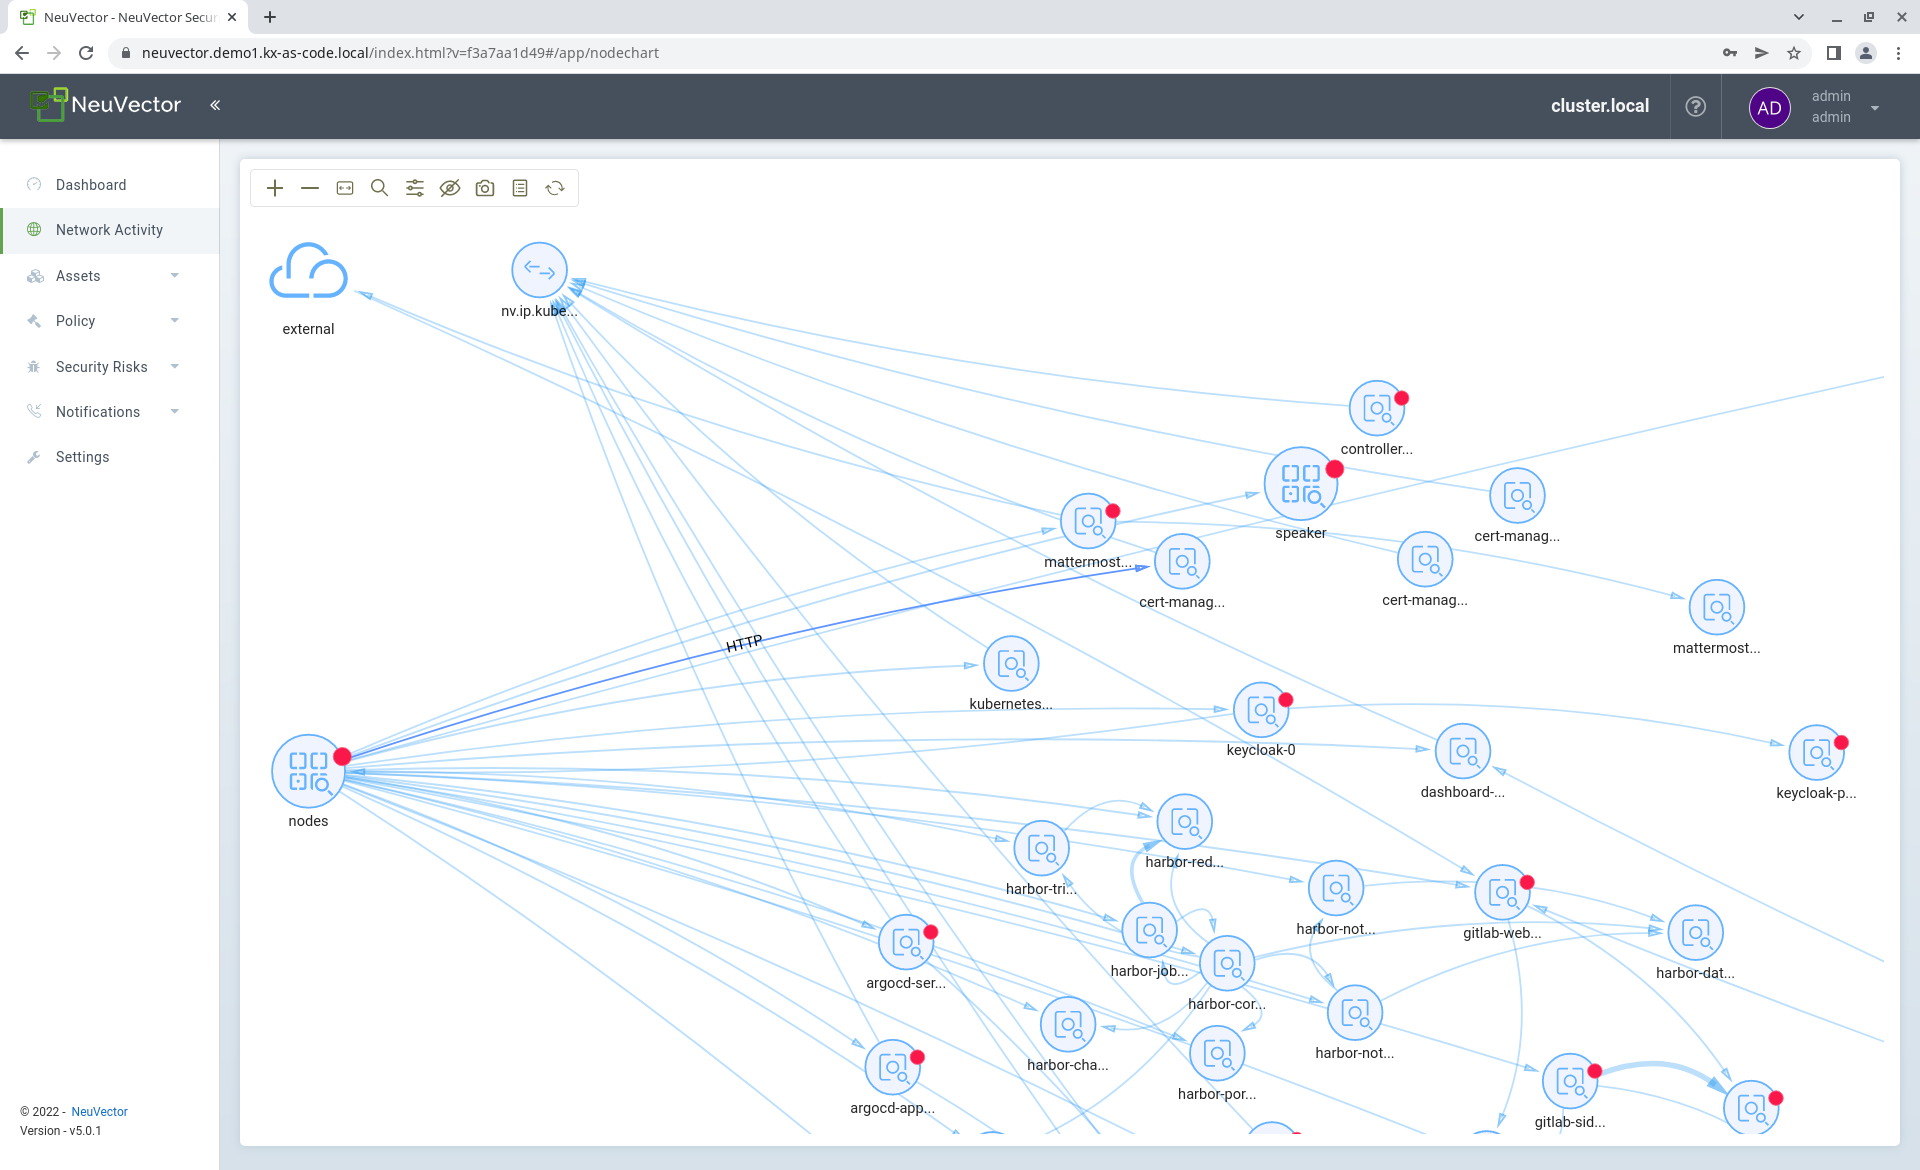 NeuVector - NeuVector Secur
neuvector.demo1.kx-as-code.local/index.html?v=f3a7aa1d49#/app/nodechart
NeuVector
cluster.local
AD
admin
admin
Dashboard
Network Activity
Assets
Policy
Security Risks
Notifications
Settings
© 2022 - NeuVector
Version - v5.0.1
external
nv.ip.kube...
controller...
speaker
cert-manag...
mattermost...
cert-manag...
cert-manag...
mattermost...
HTTP
kubernetes...
keycloak-0
dashboard-...
keycloak-p...
nodes
harbor-red...
harbor-tri...
harbor-not...
gitlab-web...
harbor-dat...
argocd-ser...
harbor-job...
harbor-cor...
harbor-not...
harbor-cha...
harbor-por...
argocd-app...
gitlab-sid...